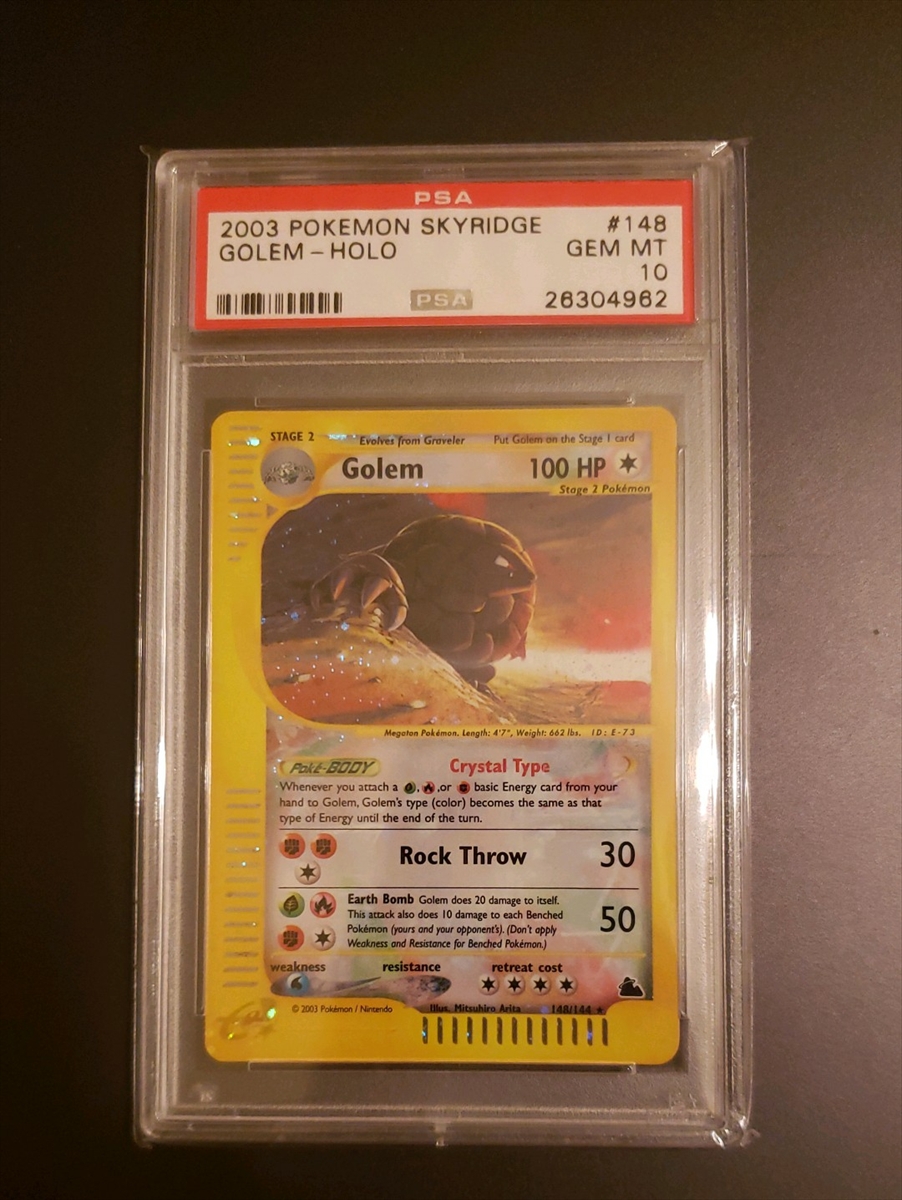 PSA
2003 POKEMON SKYRIDGE #148
GOLEM - HOLO GEM MT
10
PSA 26304962
STAGE 2 Evolves from Graveler Put Golem on the Stage 1 card
Golem 100 HP
Stage 2 Pokémon
Megaton Pokémon. Length: 4'7", Weight: 662 lbs. ID: E-73
Poké-BODY Crystal Type
Whenever you attach a , ,or basic Energy card from your
hand to Golem, Golem's type (color) becomes the same as that
type of Energy until the end of the turn.
Rock Throw 30
Earth Bomb Golem does 20 damage to itself.
This attack also does 10 damage to each Benched
Pokémon (yours and your opponent's). (Don't apply
Weakness and Resistance for Benched Pokémon.)
50
weakness resistance retreat cost
© 2003 Pokémon / Nintendo Illus. Mitsuhiro Arita 148/144 ★